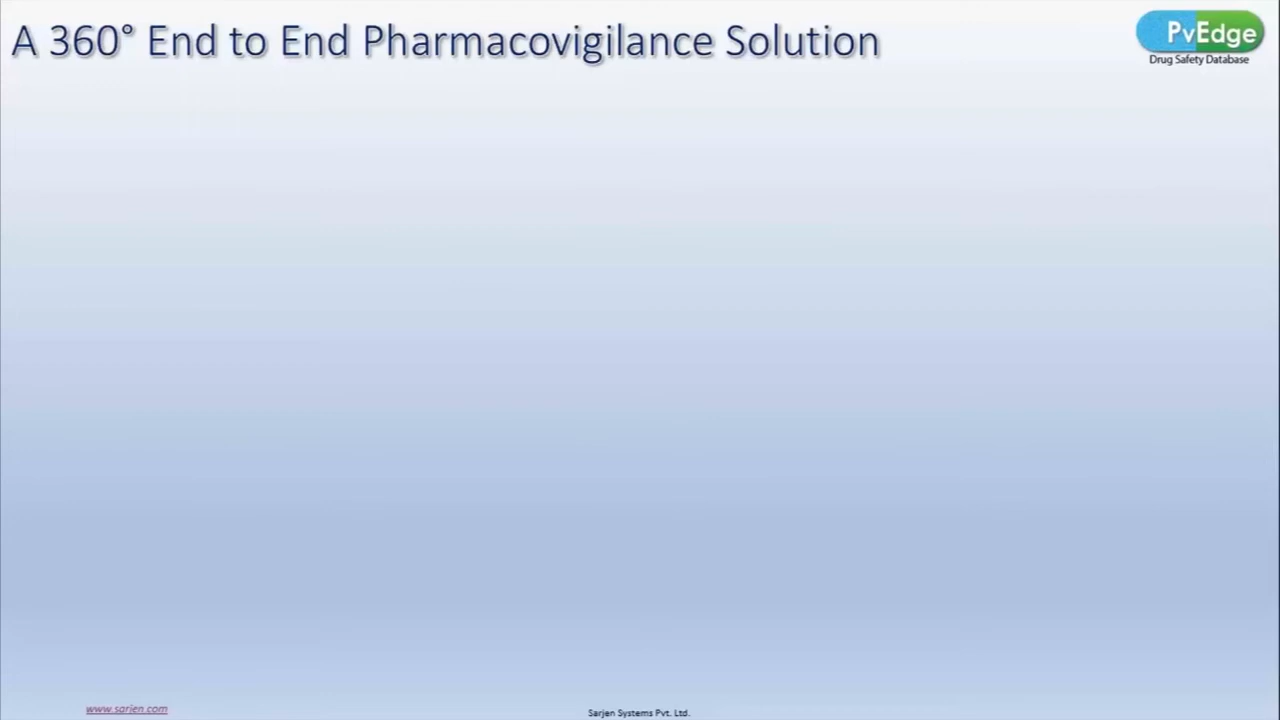 A 360° End to End Pharmacovigilance Solution
PvEdge
Drug Safety Database
www.sarjen.com
Sarjen Systems Pvt. Ltd.